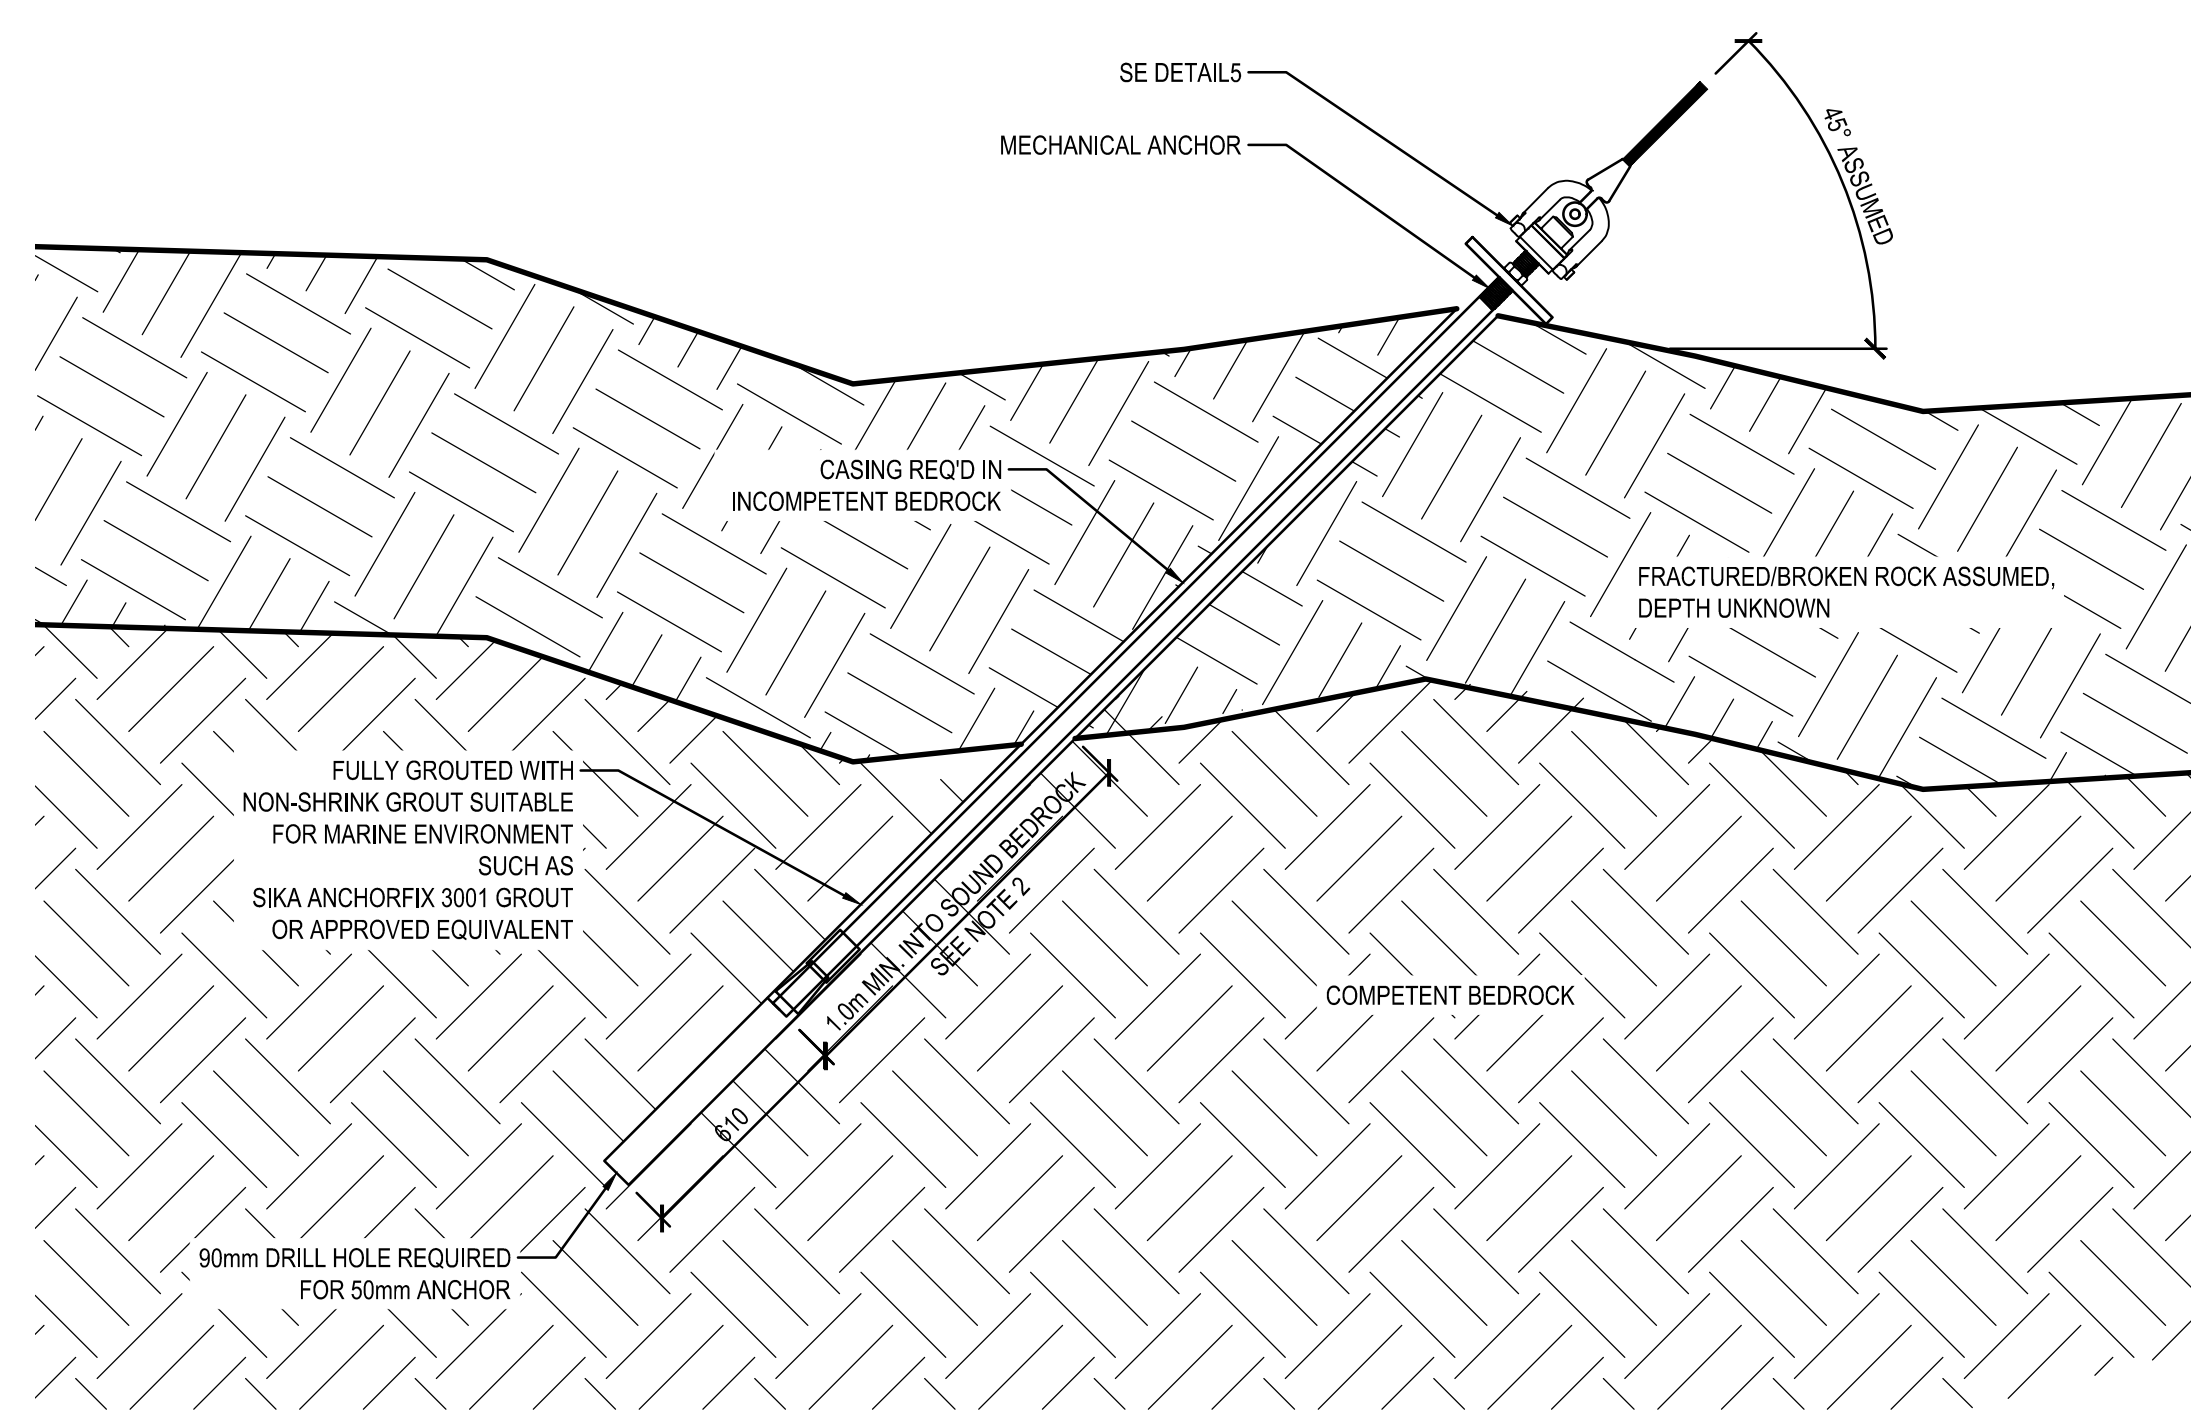 SE DETAIL5
MECHANICAL ANCHOR
45° ASSUMED
CASING REQ'D IN
INCOMPETENT BEDROCK
FRACTURED/BROKEN ROCK ASSUMED,
DEPTH UNKNOWN
FULLY GROUTED WITH
NON-SHRINK GROUT SUITABLE
FOR MARINE ENVIRONMENT
SUCH AS
SIKA ANCHORFIX 3001 GROUT
OR APPROVED EQUIVALENT
1.0m MIN. INTO SOUND BEDROCK
SEE NOTE 2
COMPETENT BEDROCK
610
90mm DRILL HOLE REQUIRED
FOR 50mm ANCHOR